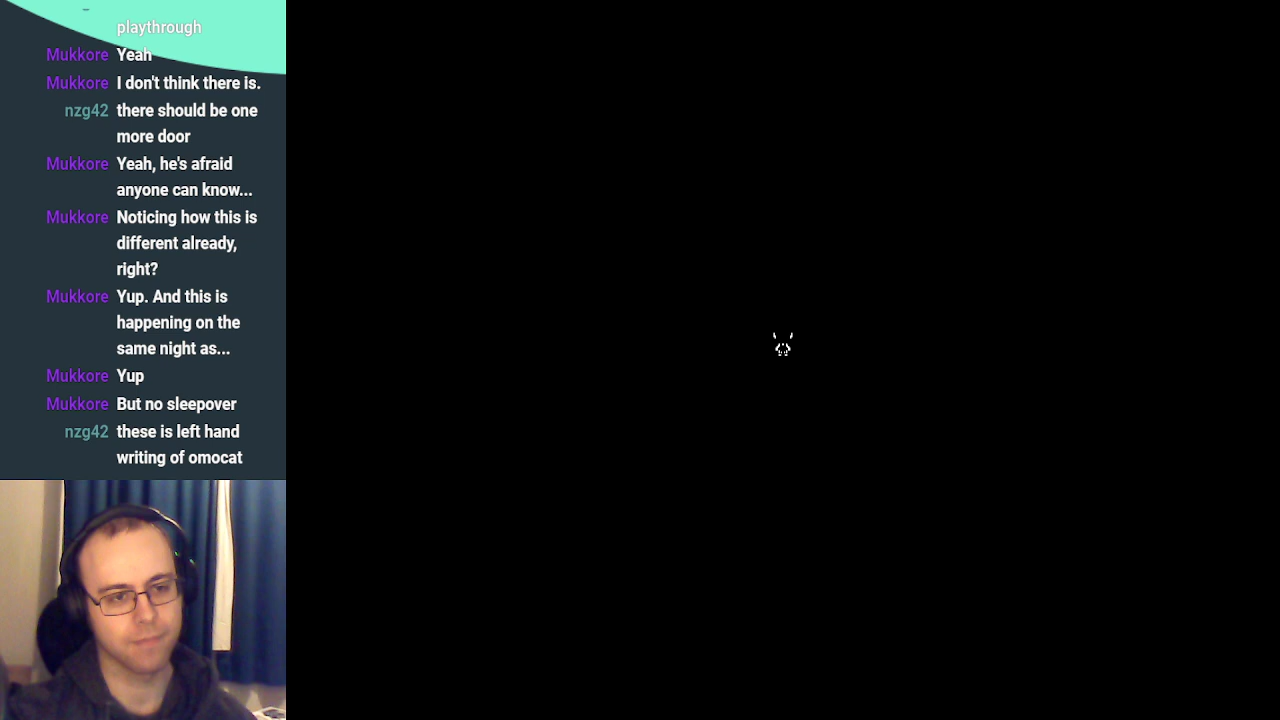 playthrough
Mukkore Yeah
Mukkore I don't think there is.
nzg42 there should be one
more door
Mukkore Yeah, he's afraid
anyone can know...
Mukkore Noticing how this is
different already,
right?
Mukkore Yup. And this is
happening on the
same night as...
Mukkore Yup
Mukkore But no sleepover
nzg42 these is left hand
writing of omocat